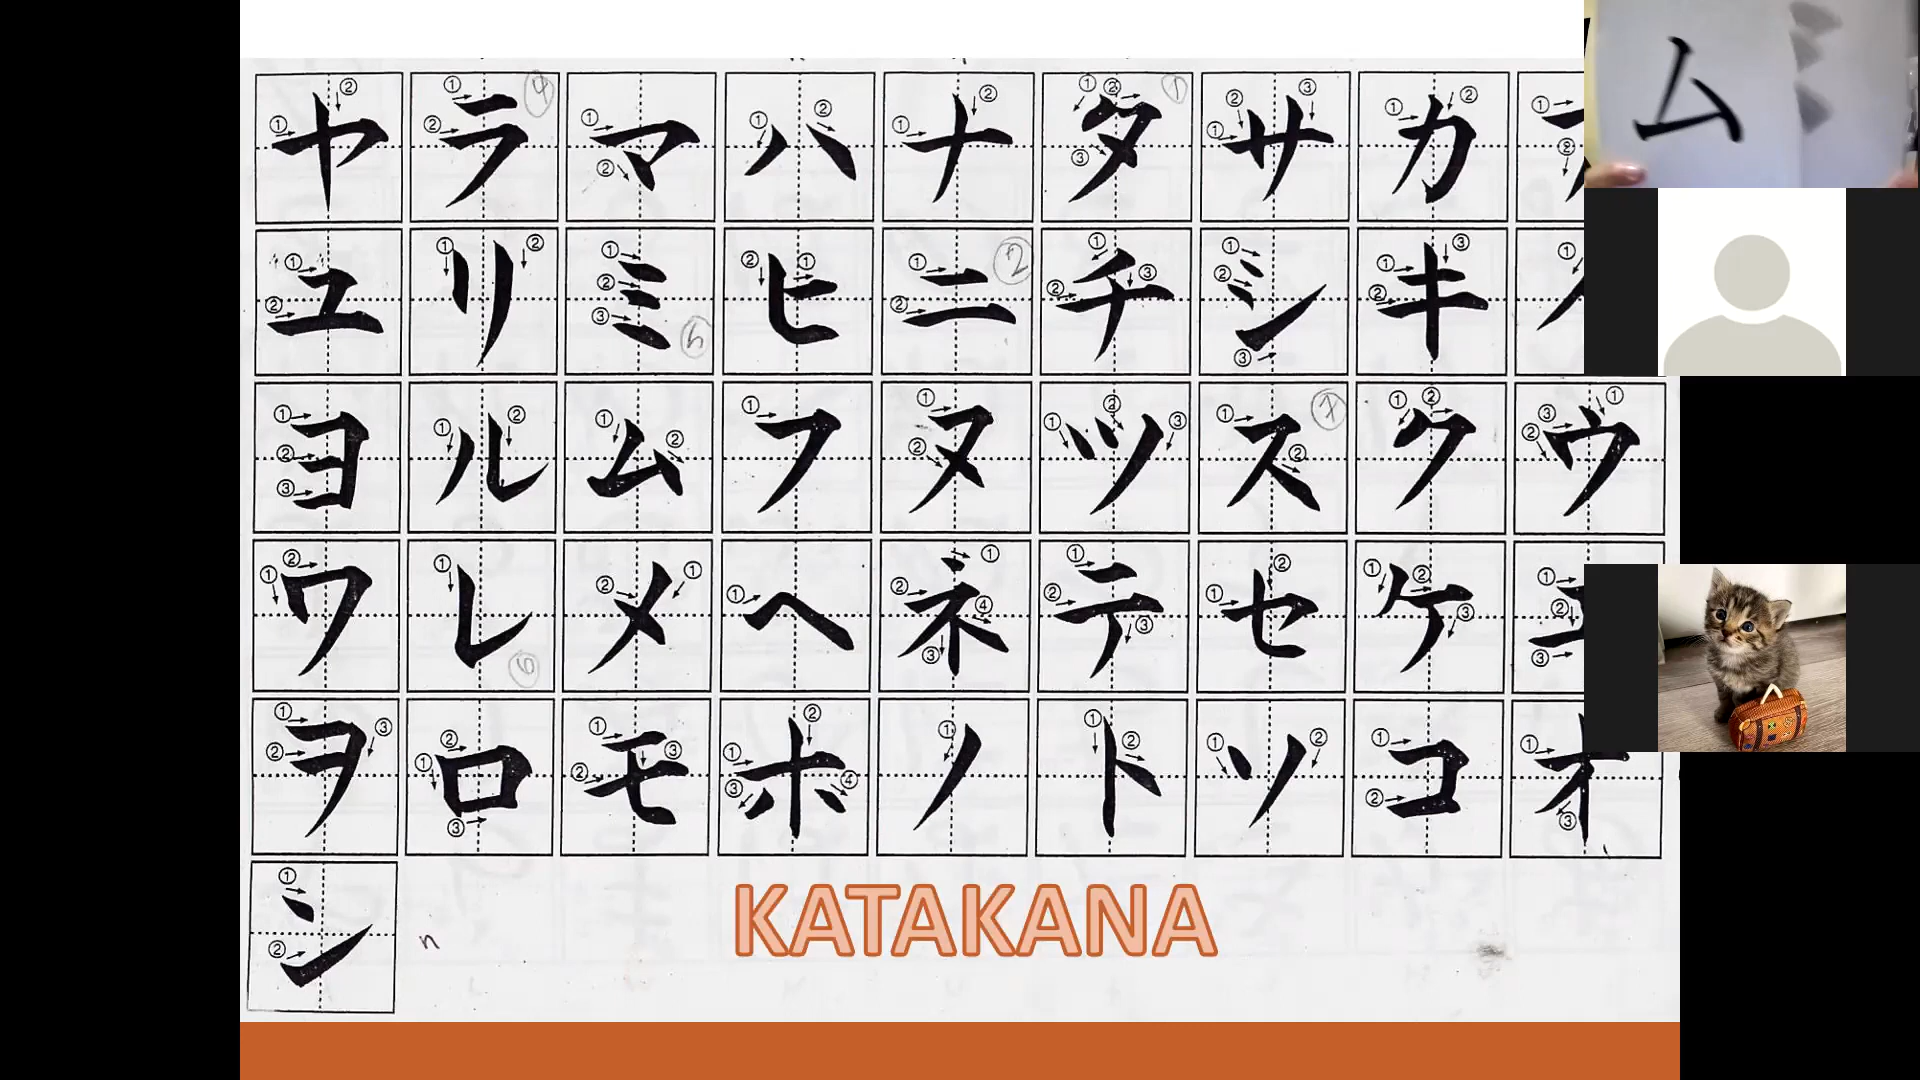 ム
ヤ ラ マ ハ ナ タ サ カ
ユ リ ミ ヒ ニ チ シ キ
ヨ ル ム フ ヌ ツ ス ク ウ
ワ レ メ ヘ ネ テ セ ケ
ヲ ロ モ ホ ノ ト ソ コ オ
ン n
KATAKANA